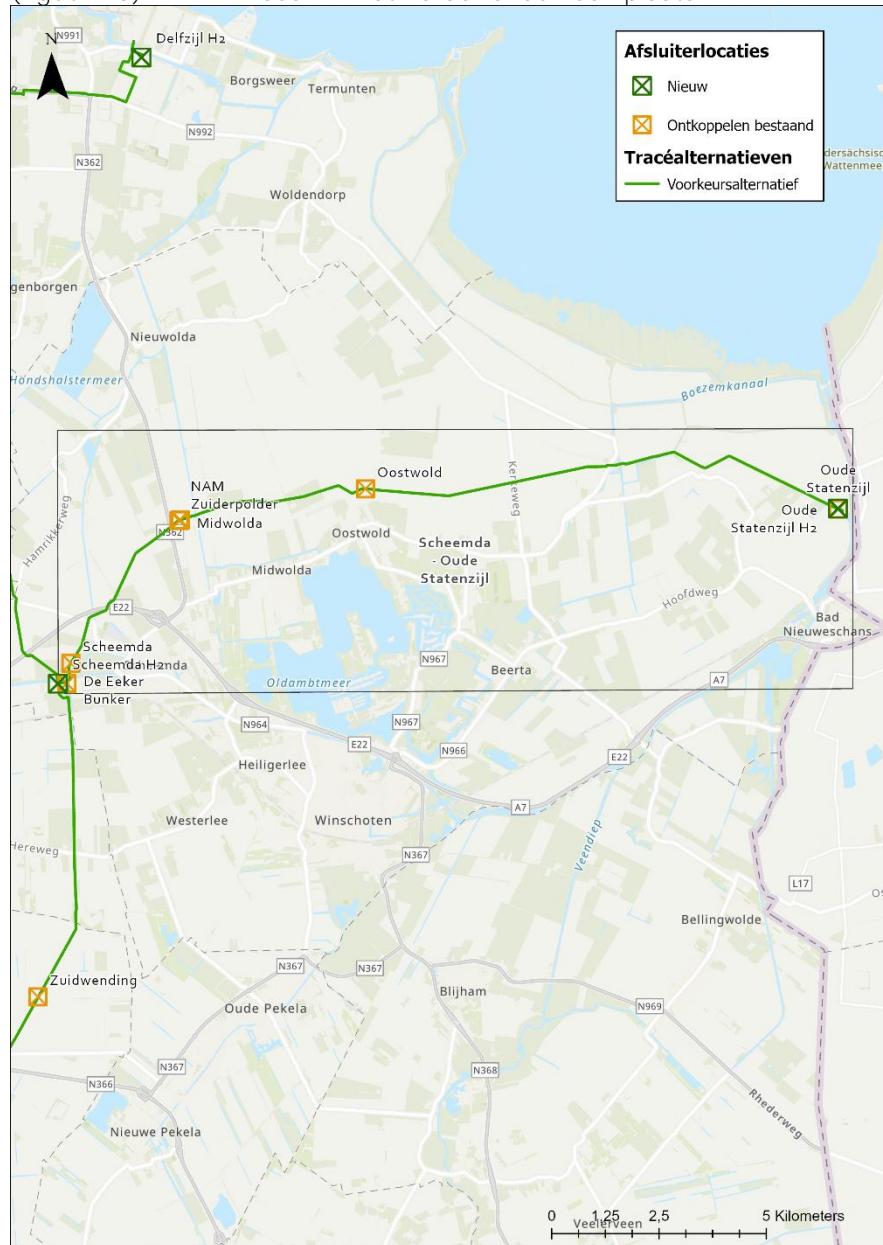 N
N991
Delfzijl H2
Borgsweer
Termunten
N992
N362
Woldendorp
Afsluiterlocaties
Nieuw
Ontkoppelen bestaand
Tracéalternatieven
Voorkeursalternatief
Wattenmee
Nieuwolda
Hondshalstermeer
Boezemkanaal
Hamrikkerweg
Kerkeweg
NAM
Zuiderpolder
Midwolda
N362
Oostwold
Oostwold
Oude
Statenzijl
Oude
Statenzijl H2
Scheemda
- Oude
Statenzijl
Midwolda
Hoofdweg
E22
Bad
Nieuweschans
Scheemda
Scheemda H2
De Eeker
Bunker
Oldambtmeer
N967
Beerta
A7
N964
N967
N966
E22
E22
Heiligerlee
A7
Westerlee
Winschoten
Hereweg
N367
Veendiep
L17
Bellingwolde
Zuidwending
N367
N367
Oude Pekela
Blijham
N969
N366
N367
N368
Rhederweg
Nieuwe Pekela
0 1,25 2,5 5 Kilometers
Veelerveen